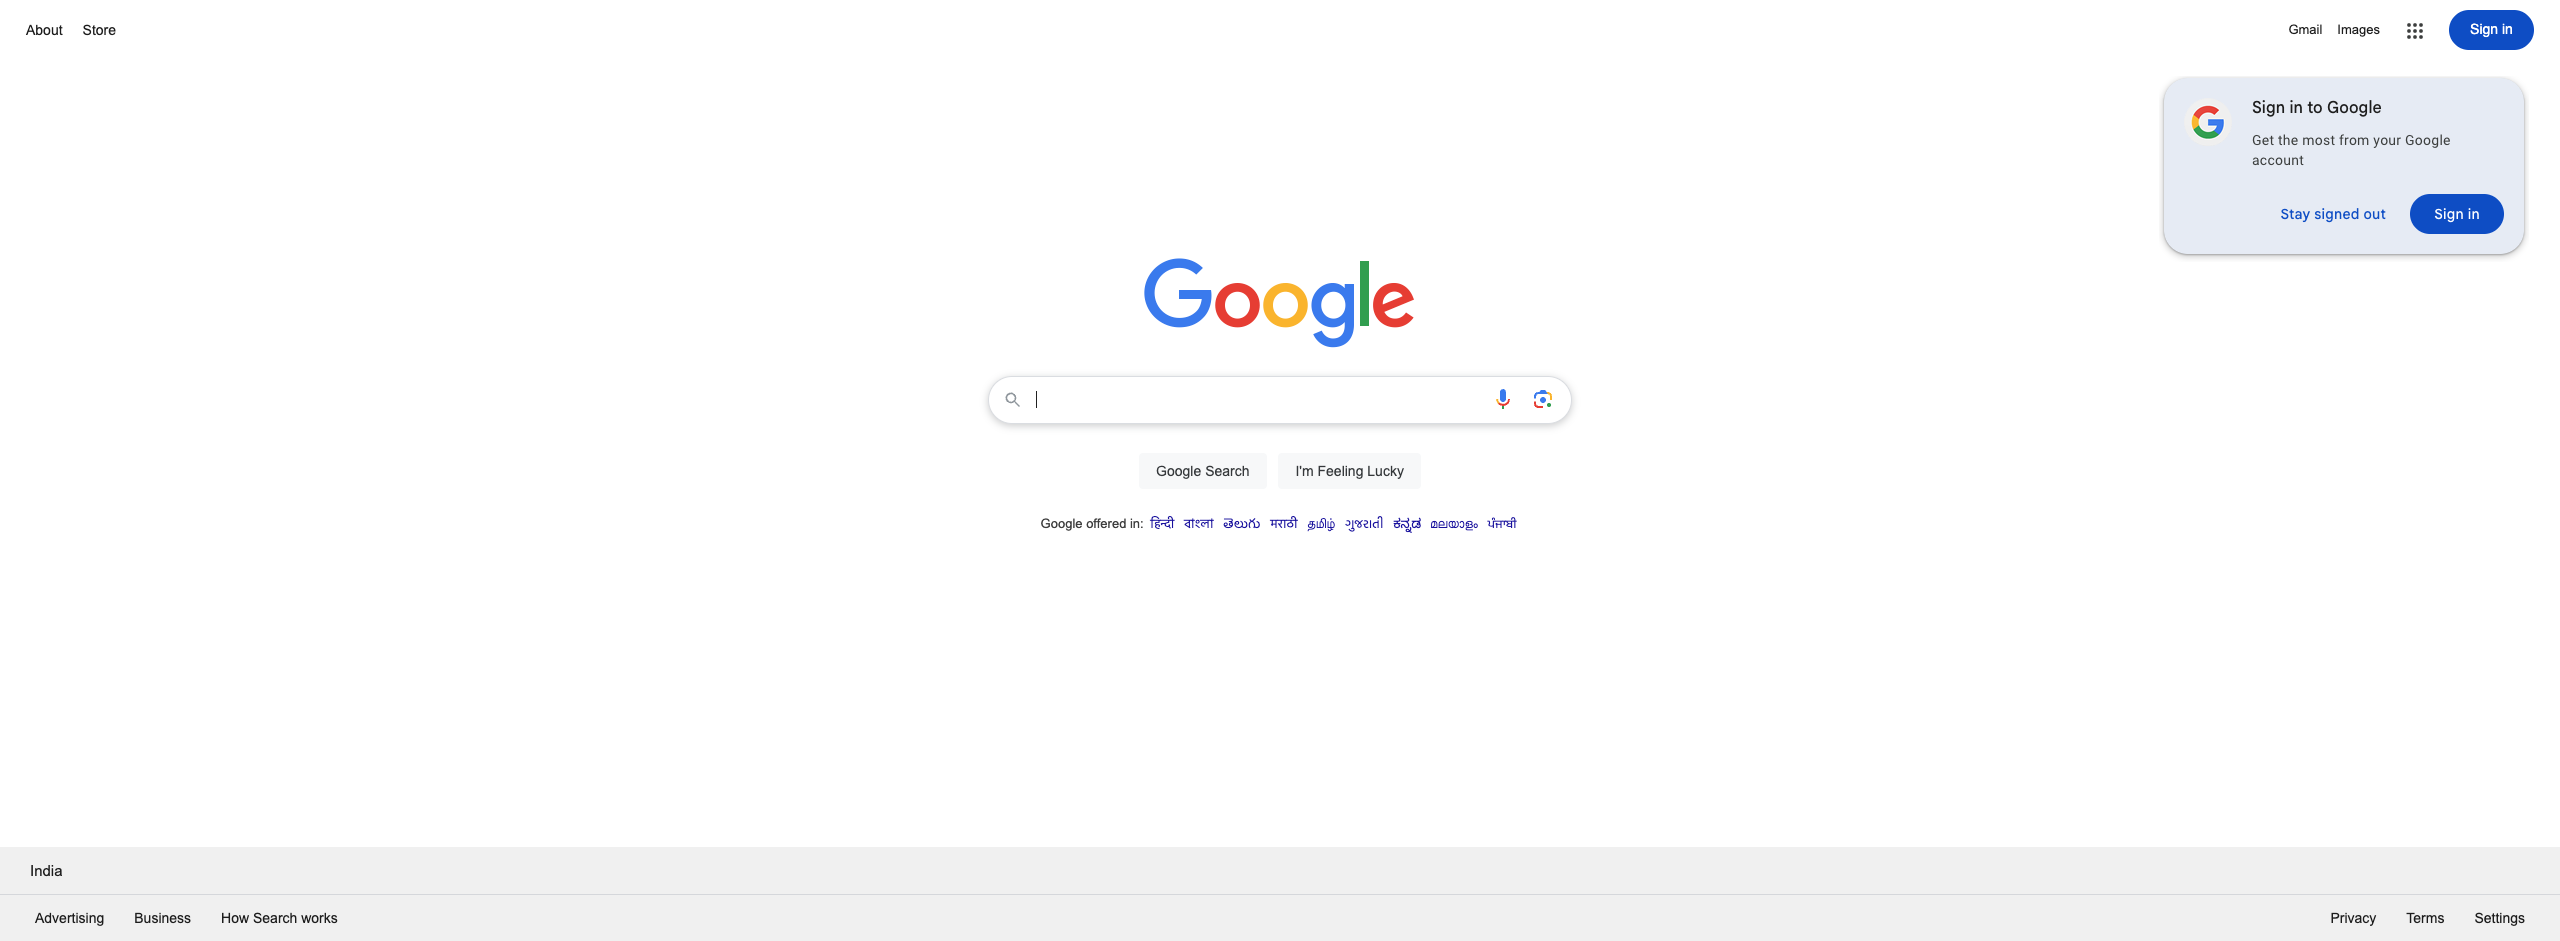 About Store
Gmail Images Sign in
Sign in to Google
Get the most from your Google
account
Stay signed out Sign in
Google
Google Search I'm Feeling Lucky
Google offered in: हिन्दी বাংলা తెలుగు मराठी தமிழ் ગુજરાતી ಕನ್ನಡ മലയാളം ਪੰਜਾਬੀ
India
Advertising Business How Search works
Privacy Terms Settings